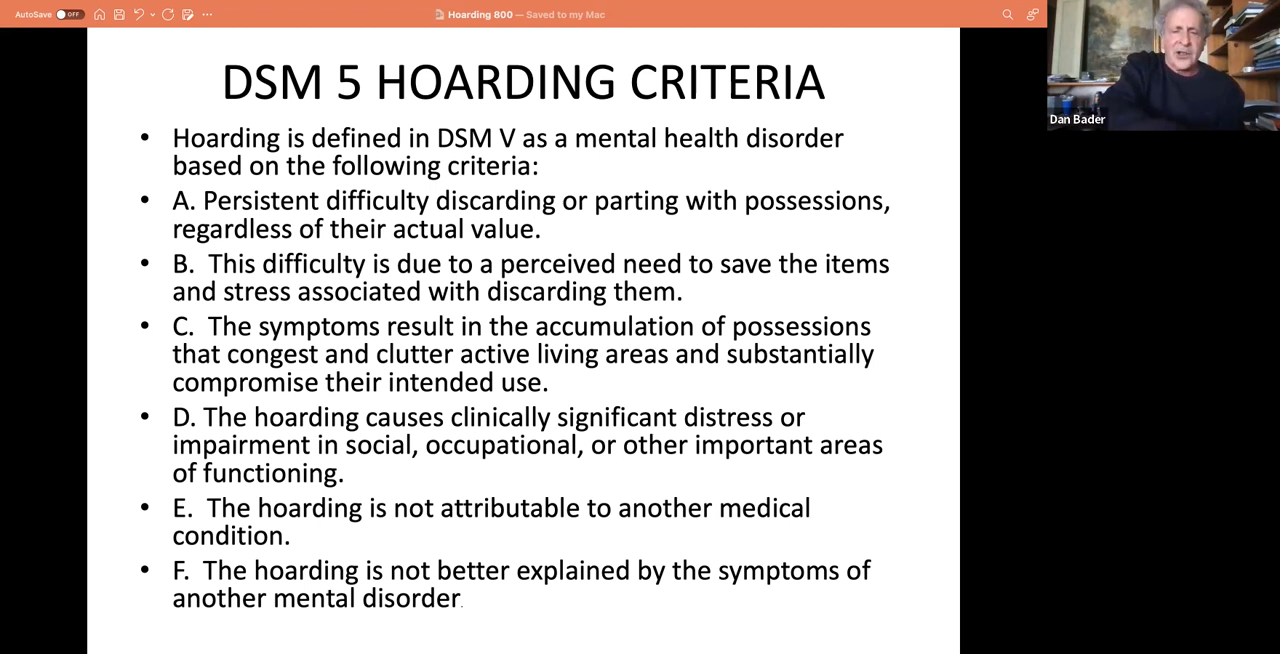 AutoSave OFF
Hoarding 800 — Saved to my Mac
Dan Bader
DSM 5 HOARDING CRITERIA
• Hoarding is defined in DSM V as a mental health disorder
based on the following criteria:
• A. Persistent difficulty discarding or parting with possessions,
regardless of their actual value.
• B.  This difficulty is due to a perceived need to save the items
and stress associated with discarding them.
• C.  The symptoms result in the accumulation of possessions
that congest and clutter active living areas and substantially
compromise their intended use.
• D. The hoarding causes clinically significant distress or
impairment in social, occupational, or other important areas
of functioning.
• E.  The hoarding is not attributable to another medical
condition.
• F.  The hoarding is not better explained by the symptoms of
another mental disorder.